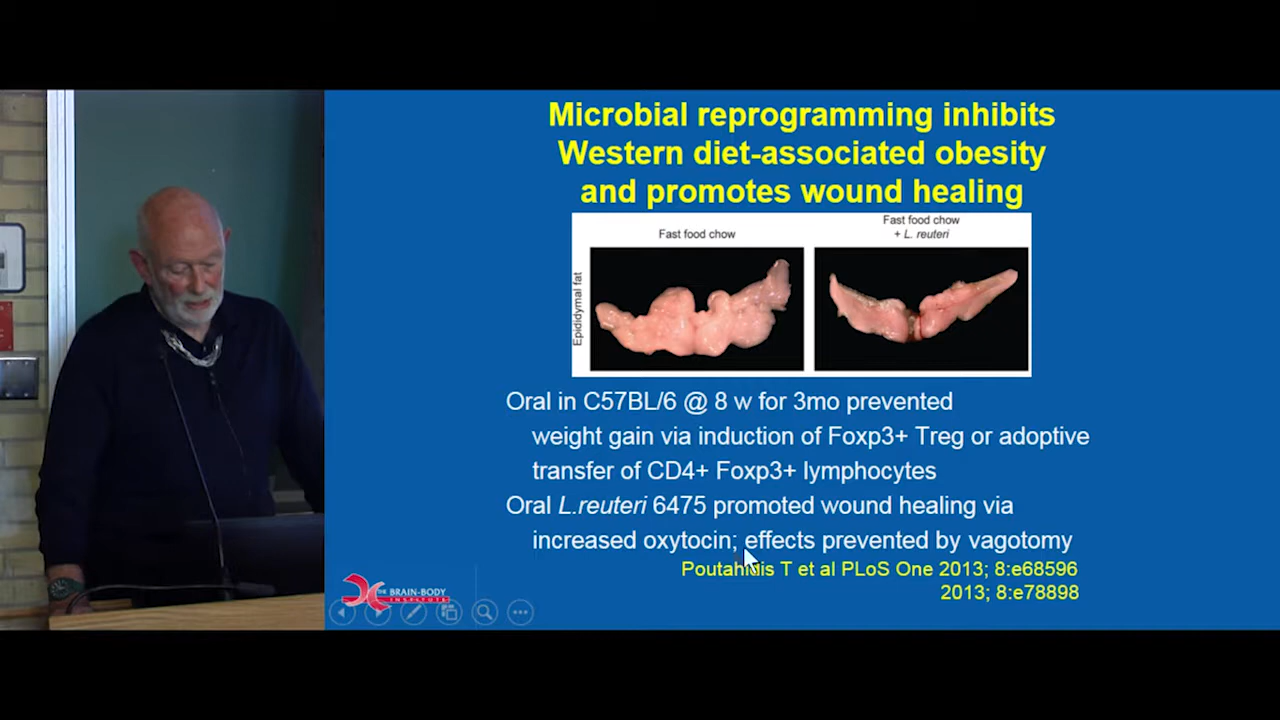 Microbial reprogramming inhibits
Western diet-associated obesity
and promotes wound healing
Fast food chow
Fast food chow
+ L. reuteri
Epididymal fat
Oral in C57BL/6 @ 8 w for 3mo prevented
weight gain via induction of Foxp3+ Treg or adoptive
transfer of CD4+ Foxp3+ lymphocytes
Oral L.reuteri 6475 promoted wound healing via
increased oxytocin; effects prevented by vagotomy
Poutahidis T et al PLoS One 2013; 8:e68596
2013; 8:e78898
THE BRAIN-BODY
INSTITUTE